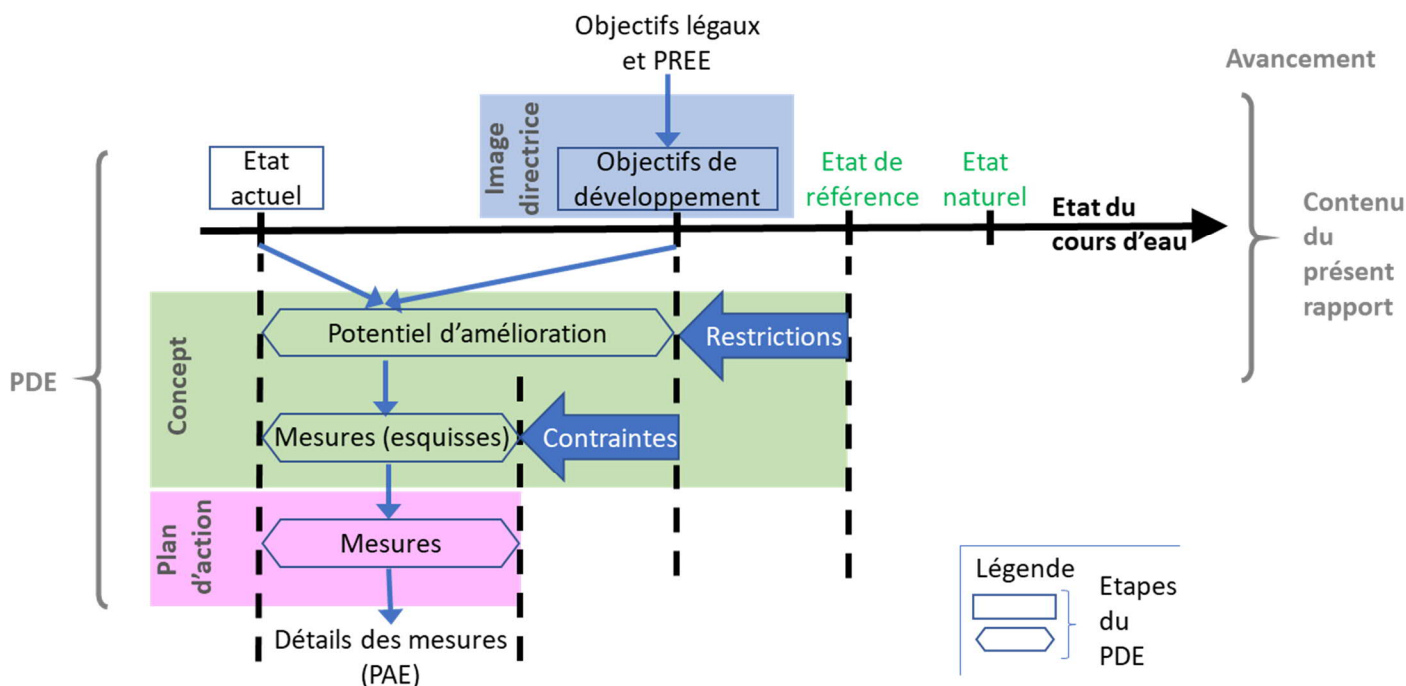 Objectifs légaux
et PREE
Avancement
Image
directrice
Etat
actuel
Objectifs de
développement
Etat de
référence
Etat
naturel
Etat du
cours d'eau
Contenu
du
présent
rapport
PDE
Concept
Potentiel d'amélioration
Restrictions
Mesures (esquisses)
Contraintes
Plan
d'action
Mesures
Détails des mesures
(PAE)
Légende
Etapes
du
PDE